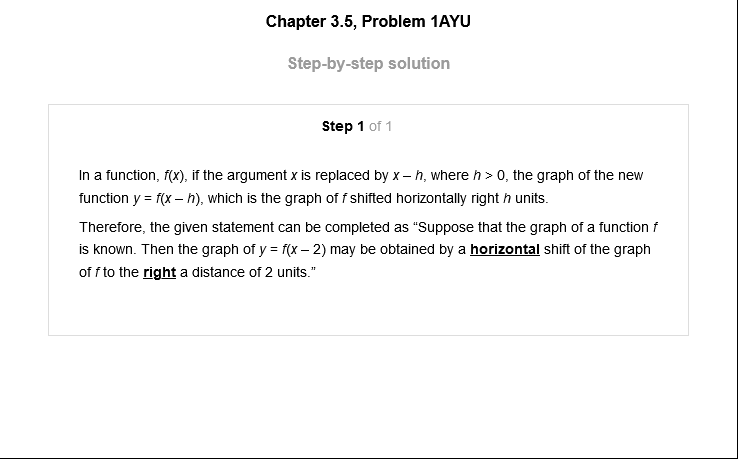 Chapter 3.5, Problem 1AYU
Step-by-step solution
Step 1 of 1
In a function, f(x), if the argument x is replaced by x – h, where h > 0, the graph of the new
function y = f(x – h), which is the graph of f shifted horizontally right h units.
Therefore, the given statement can be completed as “Suppose that the graph of a function f
is known. Then the graph of y = f(x – 2) may be obtained by a horizontal shift of the graph
of f to the right a distance of 2 units.”